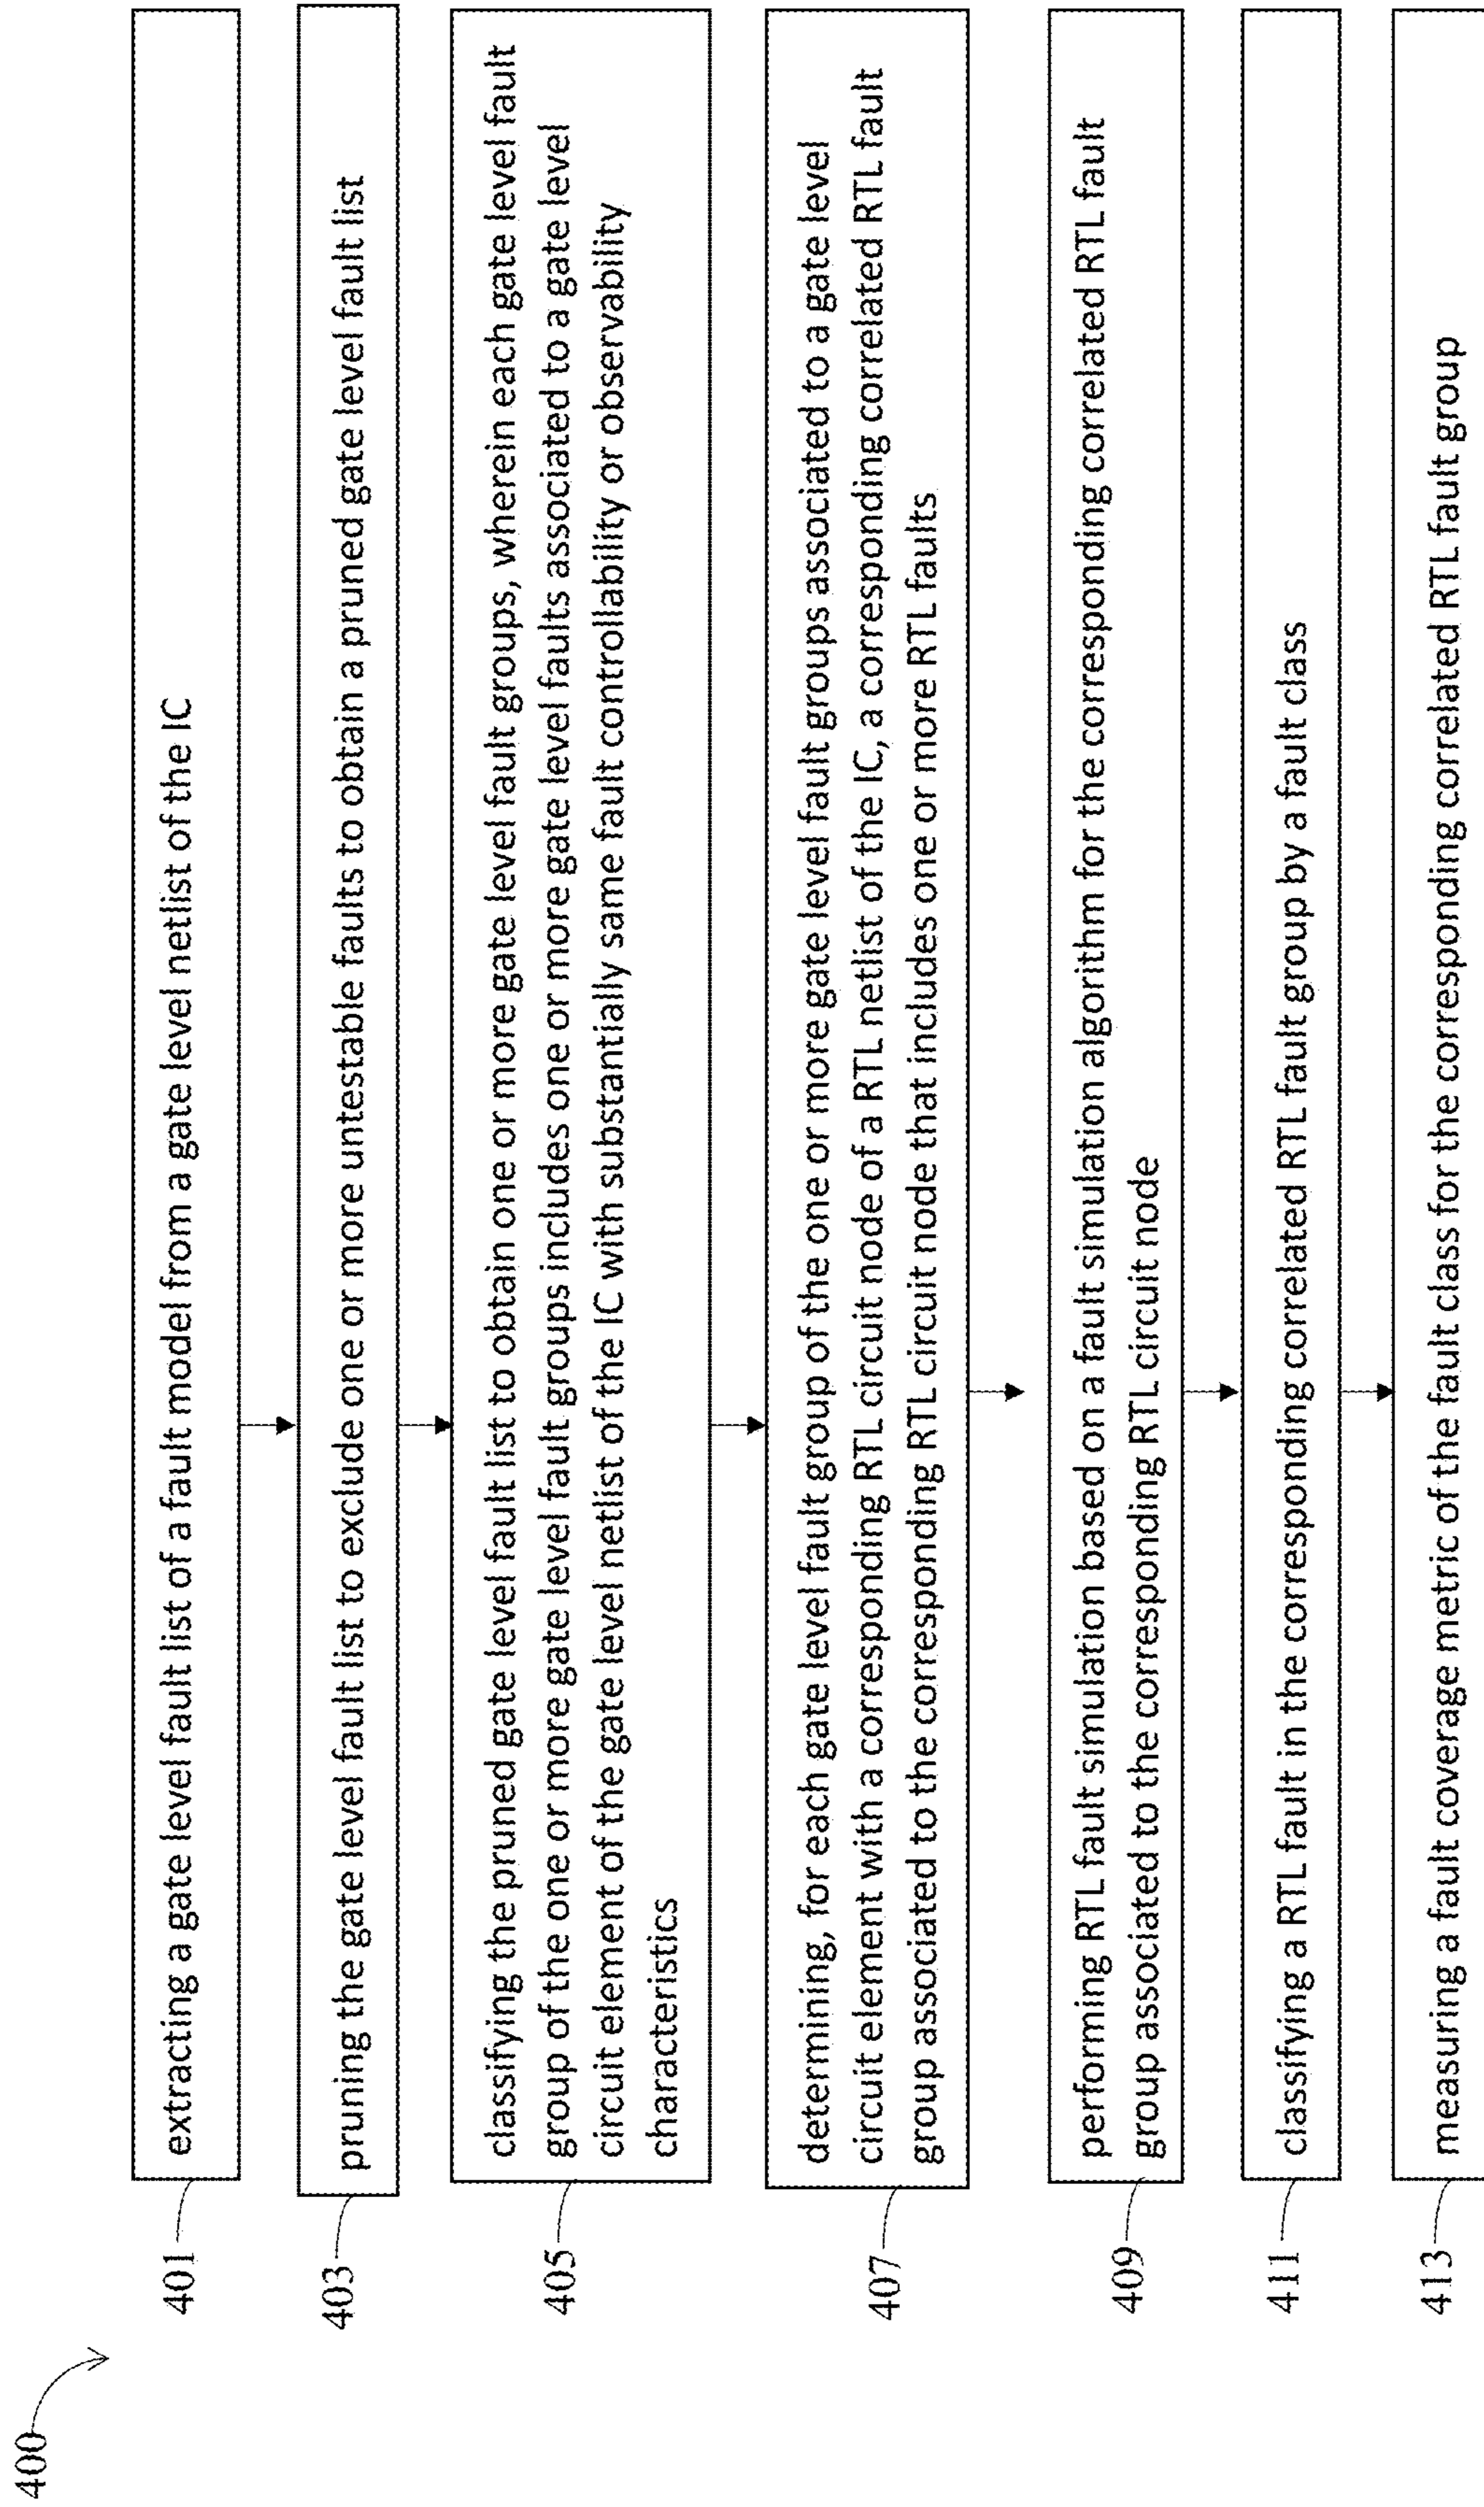 400
401
extracting a gate level fault list of a fault model from a gate level netlist of the IC
403
pruning the gate level fault list to exclude one or more untestable faults to obtain a pruned gate level fault list
405
classifying the pruned gate level fault list to obtain one or more gate level fault groups, wherein each gate level fault
group of the one or more gate level fault groups includes one or more gate level faults associated to a gate level
circuit element of the gate level netlist of the IC with substantially same fault controllability or observability
characteristics
407
determining, for each gate level fault group of the one or more gate level fault groups associated to a gate level
circuit element with a corresponding RTL circuit node of a RTL netlist of the IC, a corresponding correlated RTL fault
group associated to the corresponding RTL circuit node that includes one or more RTL faults
409
performing RTL fault simulation based on a fault simulation algorithm for the corresponding correlated RTL fault
group associated to the corresponding RTL circuit node
411
classifying a RTL fault in the corresponding correlated RTL fault group by a fault class
413
measuring a fault coverage metric of the fault class for the corresponding correlated RTL fault group